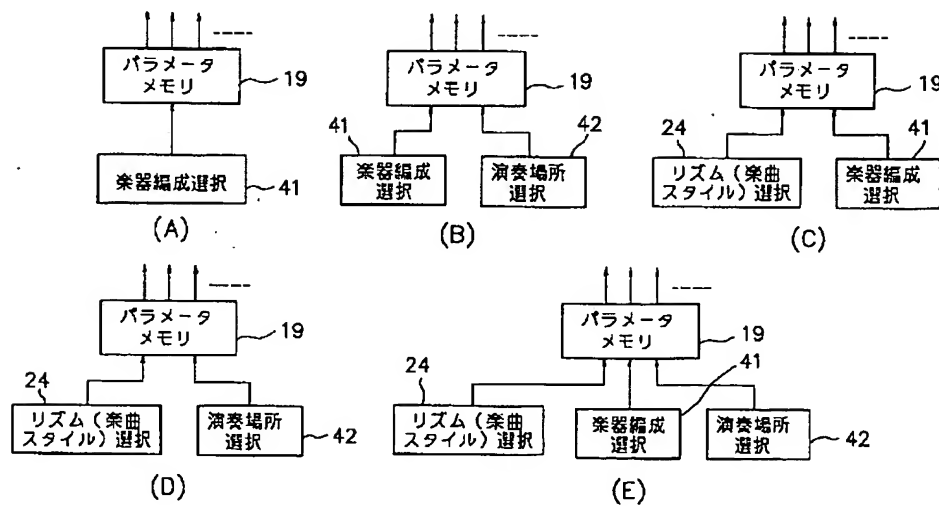 パラメータ
メモリ
19
楽器編成選択
41
(A)
パラメータ
メモリ
19
41
楽器編成
選択
42
演奏場所
選択
(B)
パラメータ
メモリ
19
24
リズム(楽曲
スタイル)選択
41
楽器編成
選択
(C)
パラメータ
メモリ
19
24
リズム(楽曲
スタイル)選択
演奏場所
選択
42
(D)
パラメータ
メモリ
19
24
リズム(楽曲
スタイル)選択
41
楽器編成
選択
演奏場所
選択
42
(E)